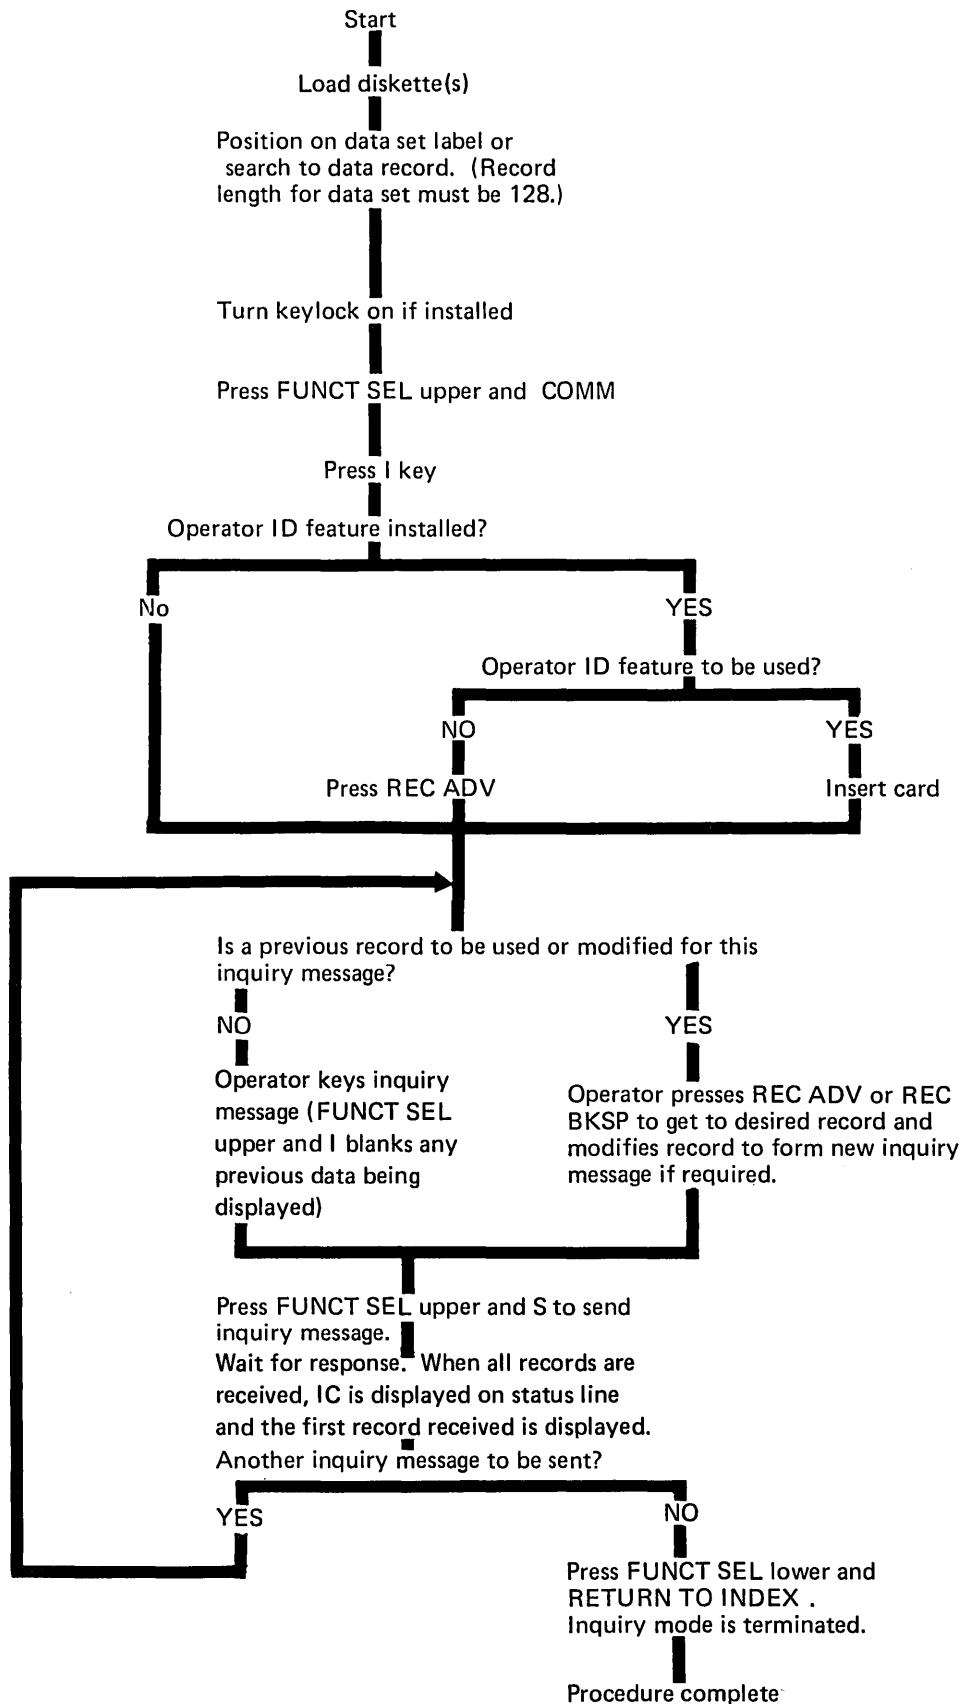 Start
Load diskette(s)
Position on data set label or
search to data record. (Record
length for data set must be 128.)
Turn keylock on if installed
Press FUNCT SEL upper and COMM
Press I key
Operator ID feature installed?
No
YES
Operator ID feature to be used?
NO
YES
Press REC ADV
Insert card
Is a previous record to be used or modified for this
inquiry message?
NO
YES
Operator keys inquiry
message (FUNCT SEL
upper and I blanks any
previous data being
displayed)
Operator presses REC ADV or REC
BKSP to get to desired record and
modifies record to form new inquiry
message if required.
Press FUNCT SEL upper and S to send
inquiry message.
Wait for response. When all records are
received, IC is displayed on status line
and the first record received is displayed.
Another inquiry message to be sent?
YES
NO
Press FUNCT SEL lower and
RETURN TO INDEX .
Inquiry mode is terminated.
Procedure complete